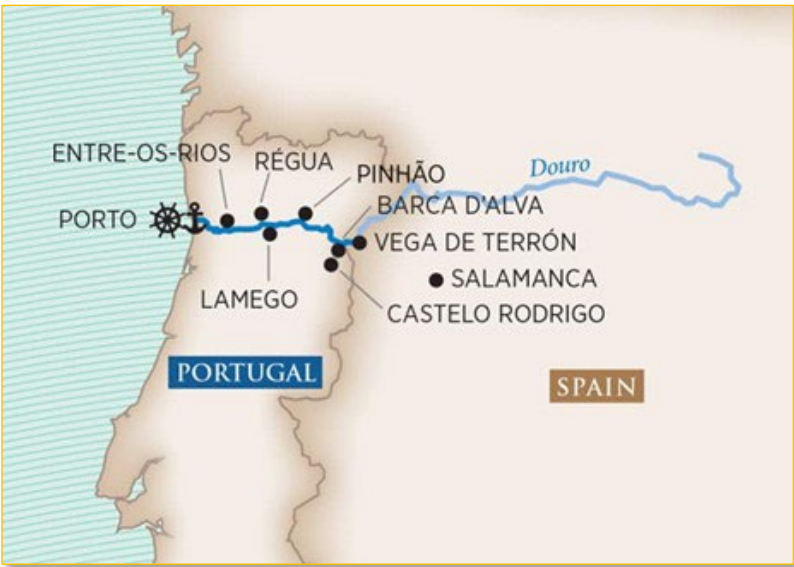 ENTRE-OS-RIOS
RÉGUA
PINHÃO
Douro
BARCA D'ALVA
PORTO
VEGA DE TERRÓN
SALAMANCA
LAMEGO
CASTELO RODRIGO
PORTUGAL
SPAIN